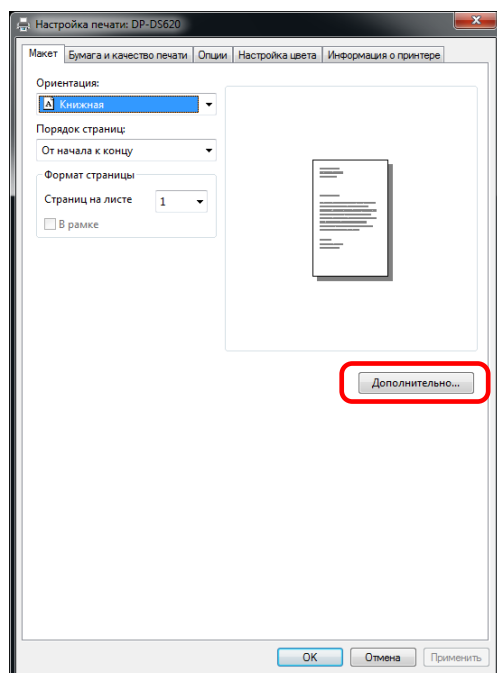 Настройка печати: DP-DS620
Макет Бумага и качество печати Опции Настройка цвета Информация о принтере
Ориентация:
A Книжная
Порядок страниц:
От начала к концу
Формат страницы
Страниц на листе 1
В рамке
Дополнительно...
OK Отмена Применить